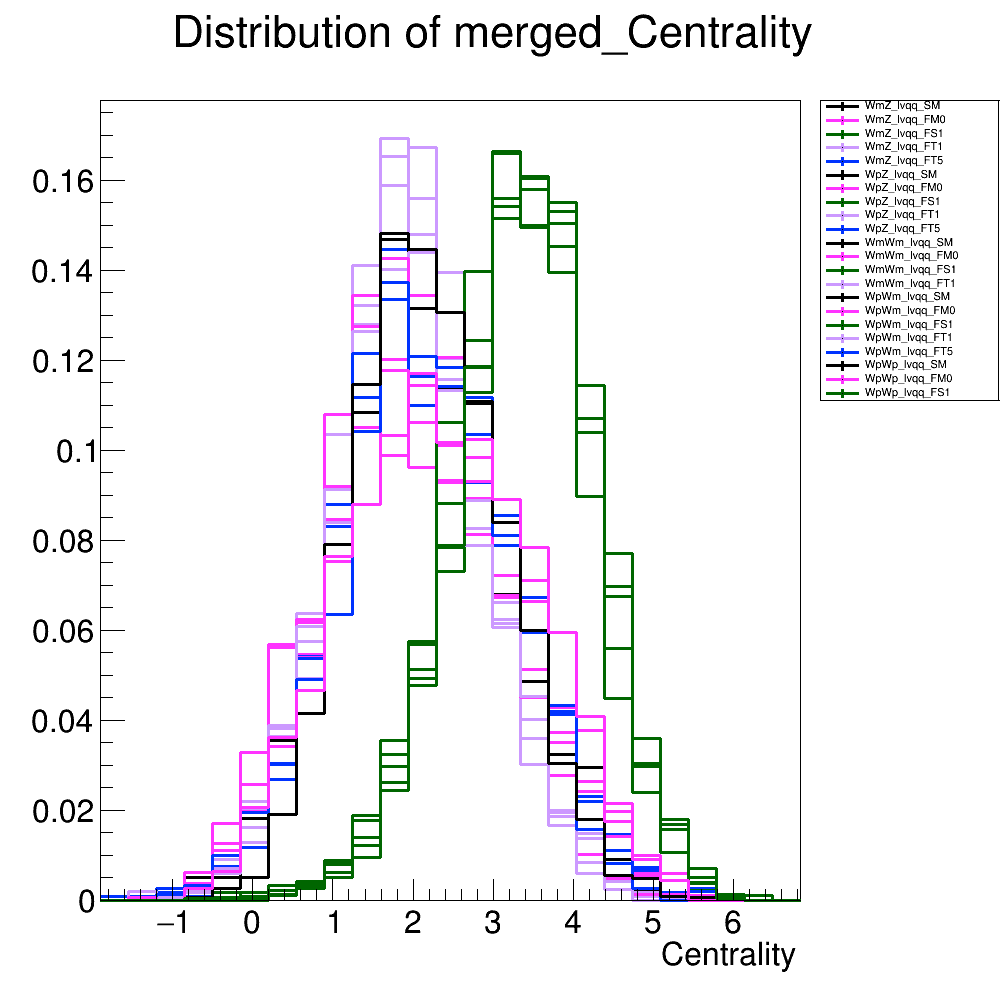 Distribution of merged_Centrality
WmZ_lvqq_SM
WmZ_lvqq_FM0
WmZ_lvqq_FS1
WmZ_lvqq_FT1
WmZ_lvqq_FT5
WpZ_lvqq_SM
WpZ_lvqq_FM0
WpZ_lvqq_FS1
WpZ_lvqq_FT1
WpZ_lvqq_FT5
WmWm_lvqq_SM
WmWm_lvqq_FM0
WmWm_lvqq_FS1
WmWm_lvqq_FT1
WpWm_lvqq_SM
WpWm_lvqq_FM0
WpWm_lvqq_FS1
WpWm_lvqq_FT1
WpWm_lvqq_FT5
WpWp_lvqq_SM
WpWp_lvqq_FM0
WpWp_lvqq_FS1
0.16
0.14
0.12
0.1
0.08
0.06
0.04
0.02
0
−1 0 1 2 3 4 5 6
Centrality